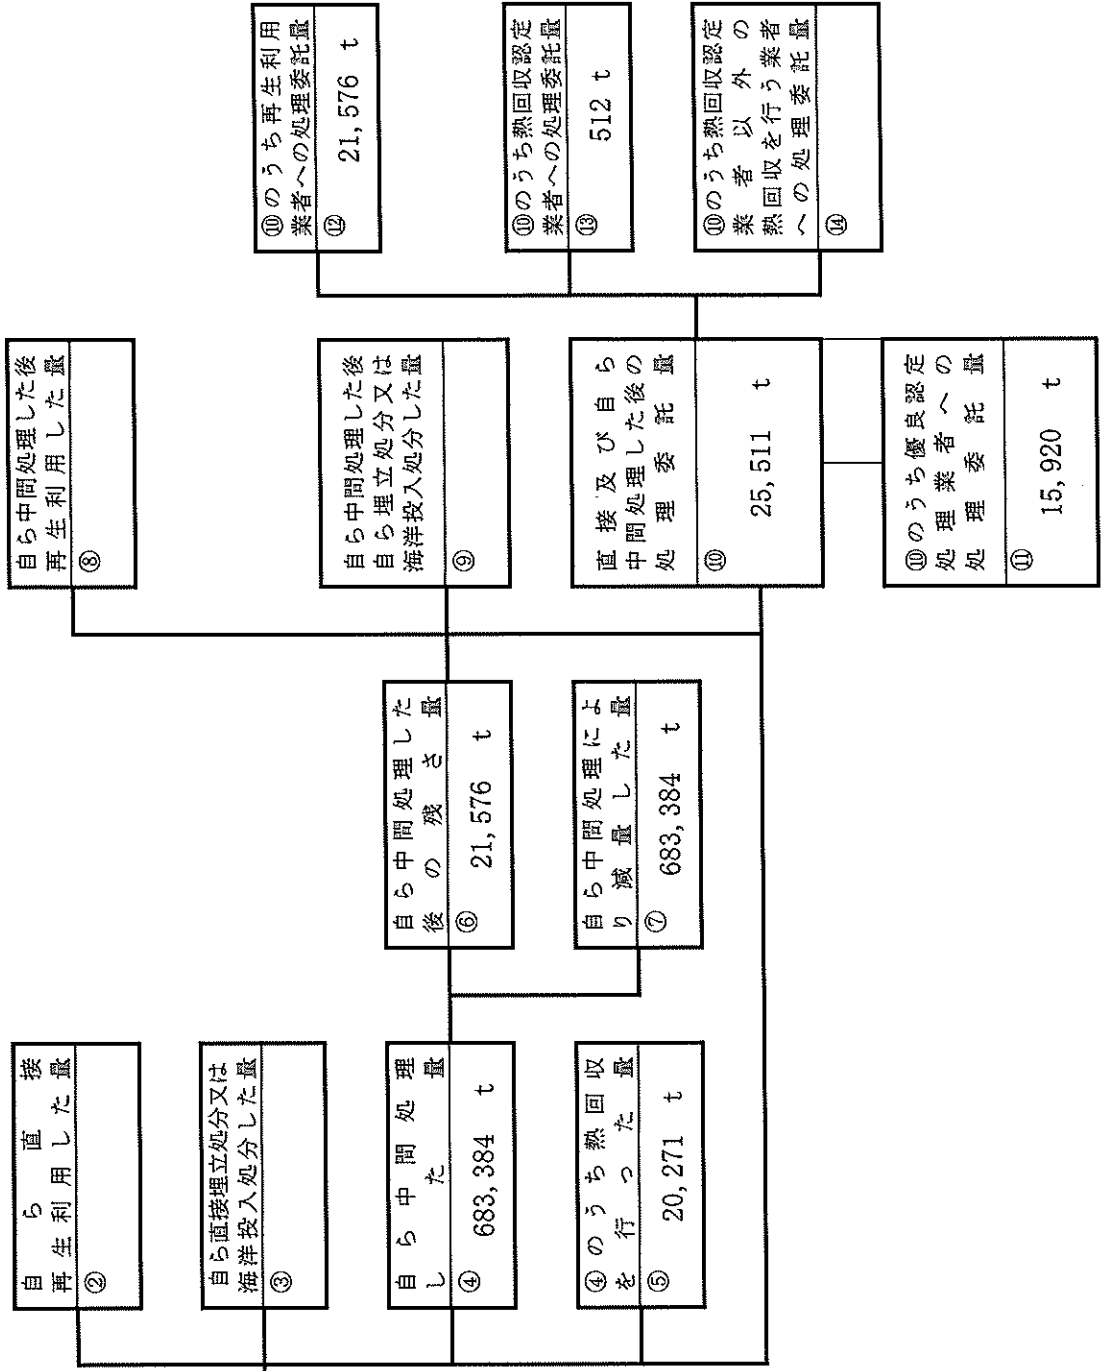 自ら直接
再生利用した量
②
自ら直接埋立処分又は
海洋投入処分した量
③
自ら中間処理
した量
④
683,384 t
④のうち熱回収
を行った量
⑤
20,271 t
自ら中間処理した
後の残さ量
⑥
21,576 t
自ら中間処理によ
り減量した量
⑦
683,384 t
自ら中間処理した後
再生利用した量
⑧
自ら中間処理した後
自ら埋立処分又は
海洋投入処分した量
⑨
直接及び自ら
中間処理した後の
処理委託量
⑩
25,511 t
⑩のうち優良認定
処理業者への
処理委託量
⑪
15,920 t
⑩のうち再生利用
業者への処理委託量
⑫
21,576 t
⑩のうち熱回収認定
業者への処理委託量
⑬
512 t
⑩のうち熱回収認定
業者以外の
熱回収を行う業者
への処理委託量
⑭